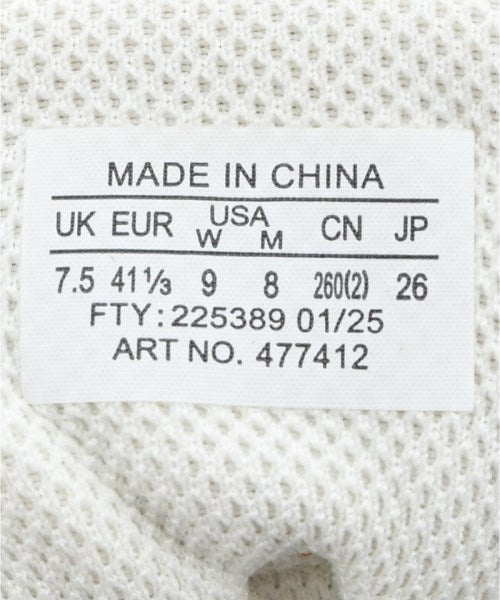 MADE IN CHINA
UK EUR USA W M CN JP
7.5 41⅓ 9 8 260(2) 26
FTY: 225389 01/25
ART NO. 477412